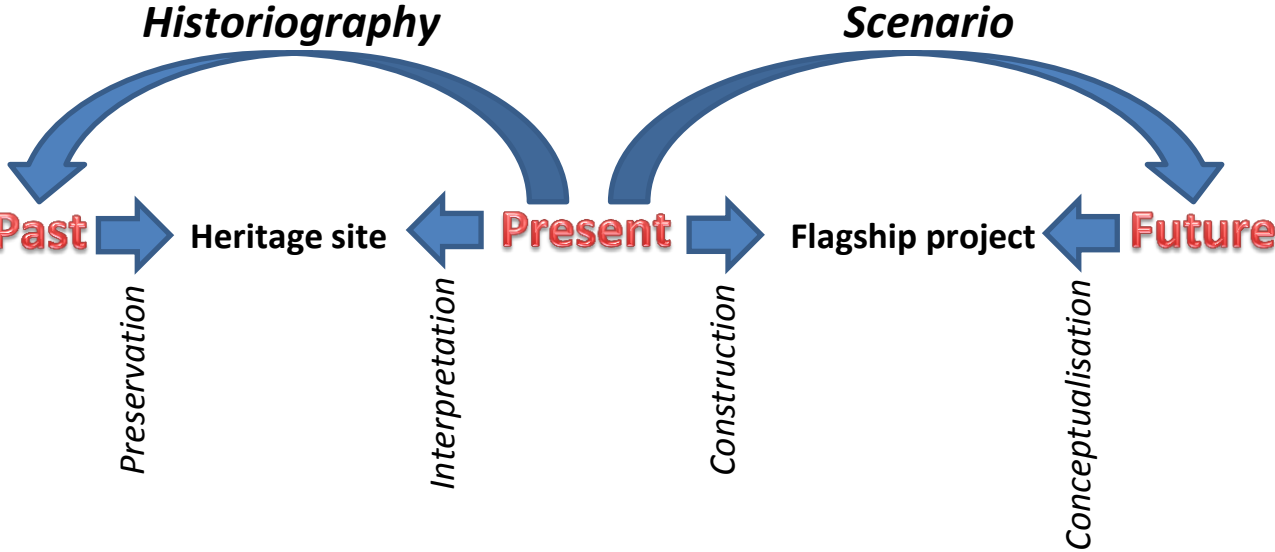 Historiography
Scenario
Past
Heritage site
Present
Flagship project
Future
Preservation
Interpretation
Construction
Conceptualisation